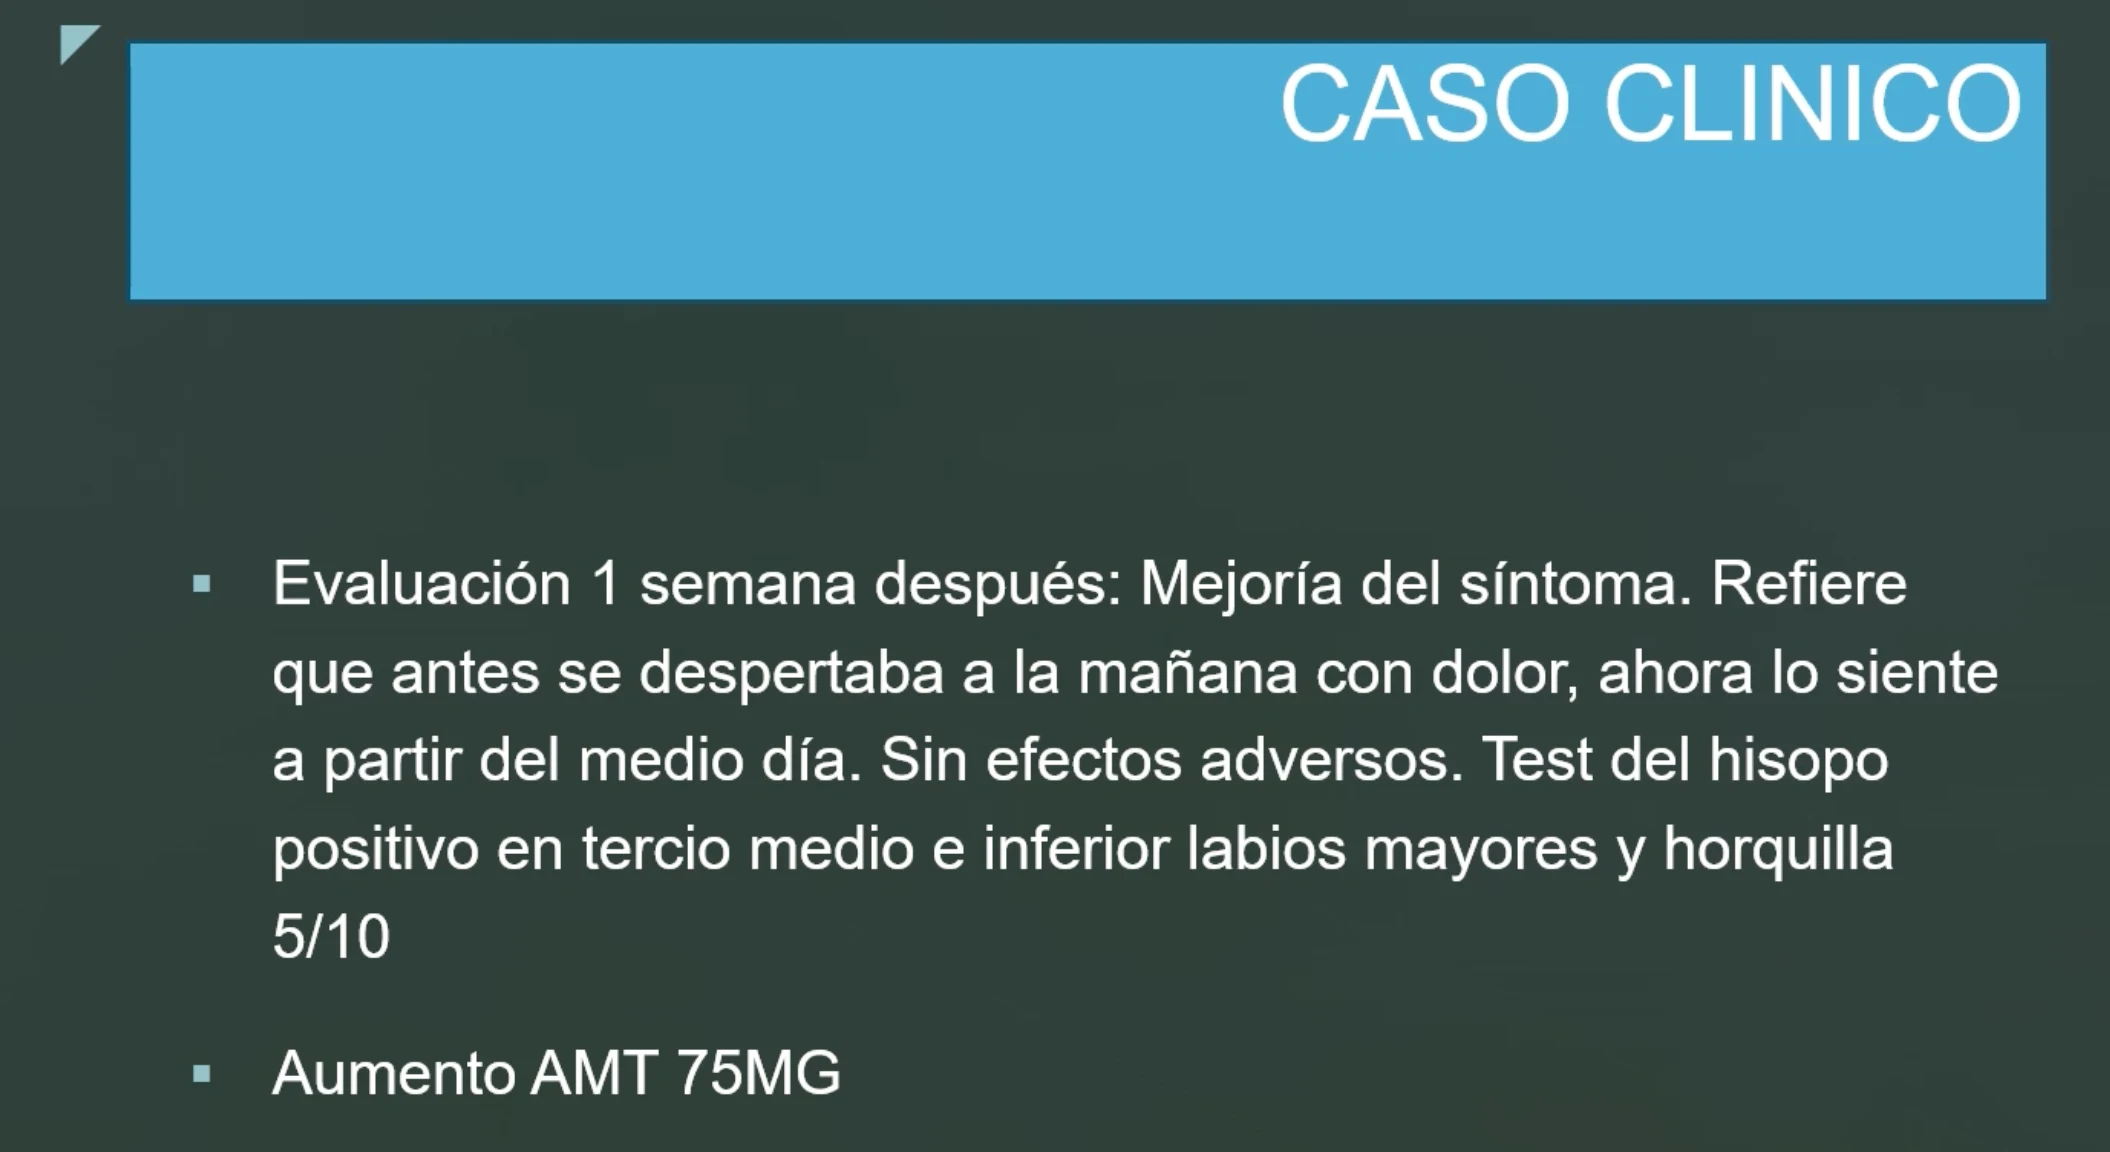 CASO CLINICO
Evaluación 1 semana después: Mejoría del síntoma. Refiere
que antes se despertaba a la mañana con dolor, ahora lo siente
a partir del medio día. Sin efectos adversos. Test del hisopo
positivo en tercio medio e inferior labios mayores y horquilla
5/10
Aumento AMT 75MG